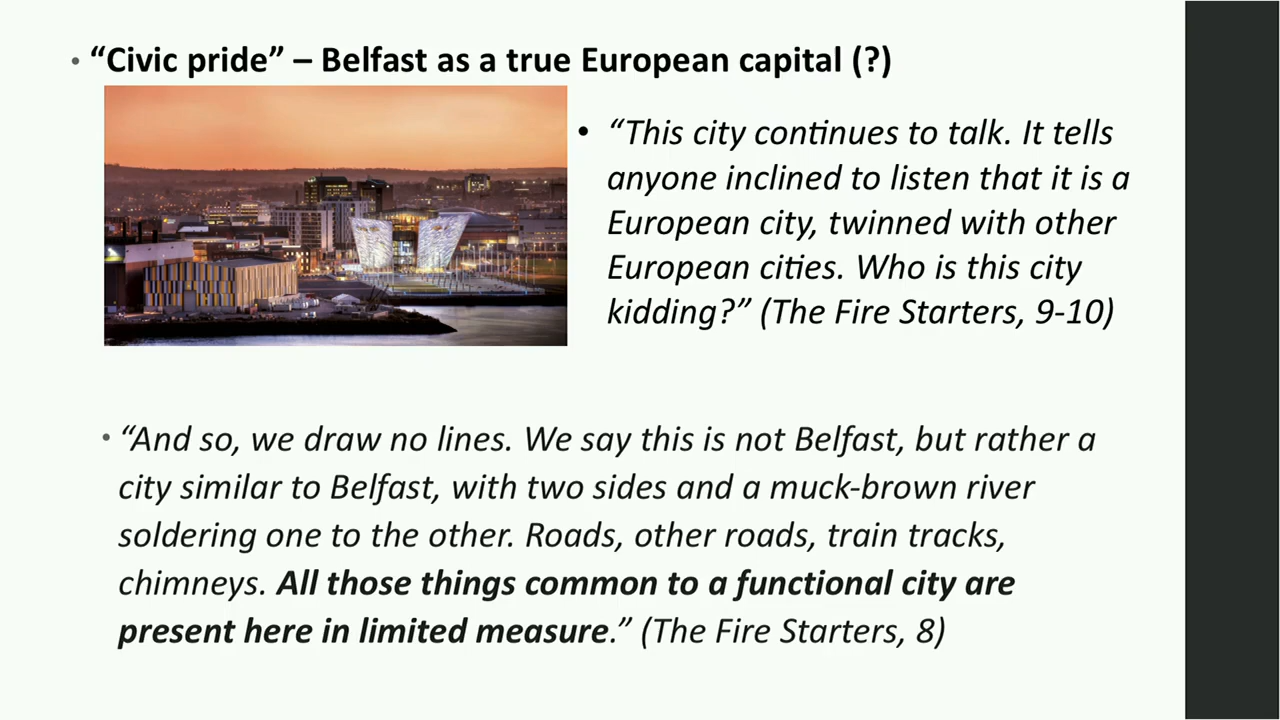 • “Civic pride” – Belfast as a true European capital (?)
• “This city continues to talk. It tells
anyone inclined to listen that it is a
European city, twinned with other
European cities. Who is this city
kidding?” (The Fire Starters, 9-10)
• “And so, we draw no lines. We say this is not Belfast, but rather a
city similar to Belfast, with two sides and a muck-brown river
soldering one to the other. Roads, other roads, train tracks,
chimneys. All those things common to a functional city are
present here in limited measure.” (The Fire Starters, 8)